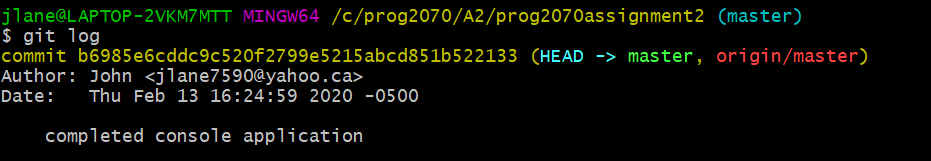 jlane@LAPTOP-2VKM7MTT MINGW64 /c/prog2070/A2/prog2070assignment2 (master)
$ git log
commit b6985e6cddc9c520f2799e5215abcd851b522133 (HEAD -> master, origin/master)
Author: John <jlane7590@yahoo.ca>
Date:   Thu Feb 13 16:24:59 2020 -0500
    completed console application